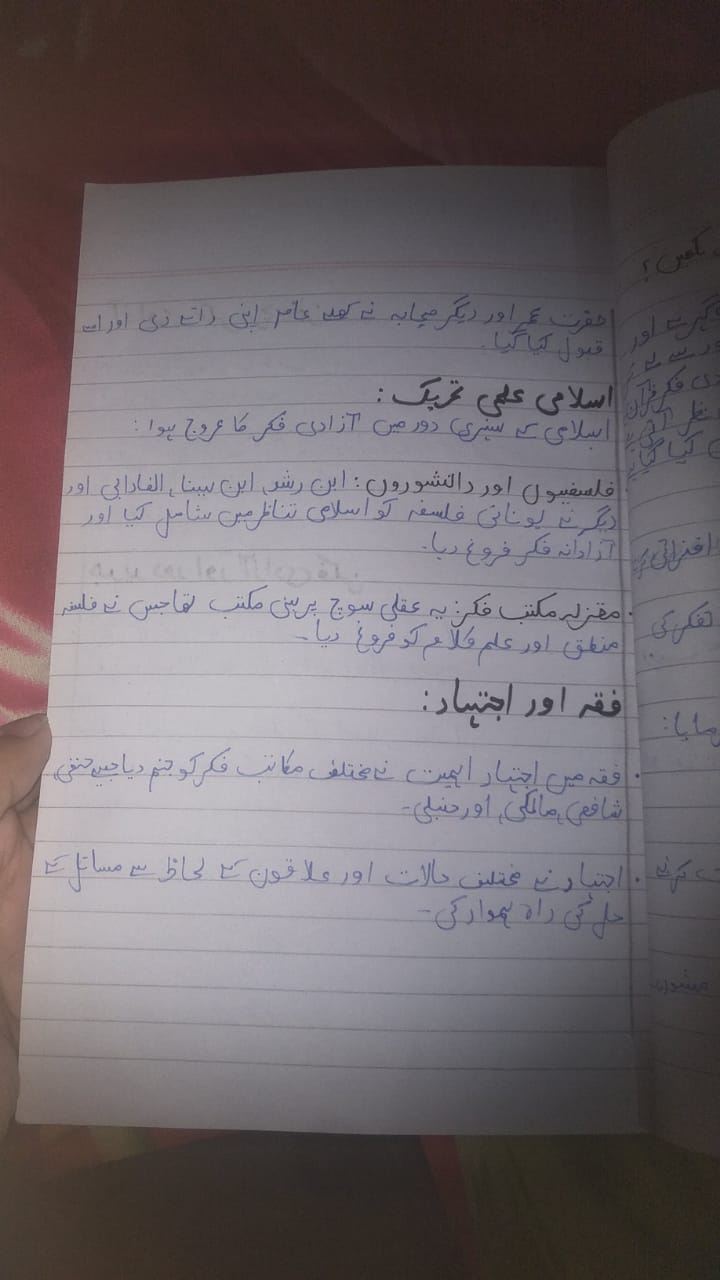 حضرت عمر اور دیگر صحابہ نے کھلے عام اپنی رائے دی اور اسے
قبول کیا گیا۔
اسلامی علمی تحریک :
اسلامی کے سنہری دور میں آزادی فکر کا عروج ہوا :
فلسفیوں اور دانشوروں : ابن رشد, ابن سینا, الفارابی اور
دیگر نے یونانی فلسفہ کو اسلامی تناظر میں شامل کیا اور
آزادانہ فکر فروغ دیا۔
• مقزلہ مکتب فکر : یہ عقلی سوچ پر مبنی مکتب تھا جس نے فلسفہ
منطق اور علم کلام کو فروغ دیا۔
فقہ اور اجتہاد :
• فقہ میں اجتہاد اہمیت نے مختلف مکاتب فکر کو جنم دیا جیسے حنفی
شافعی, مالکی, اور حنبلی۔
• اجتہاد نے مختلف حالات اور علاقوں کے لحاظ سے مسائل کے
حل کی راہ ہموار کی۔